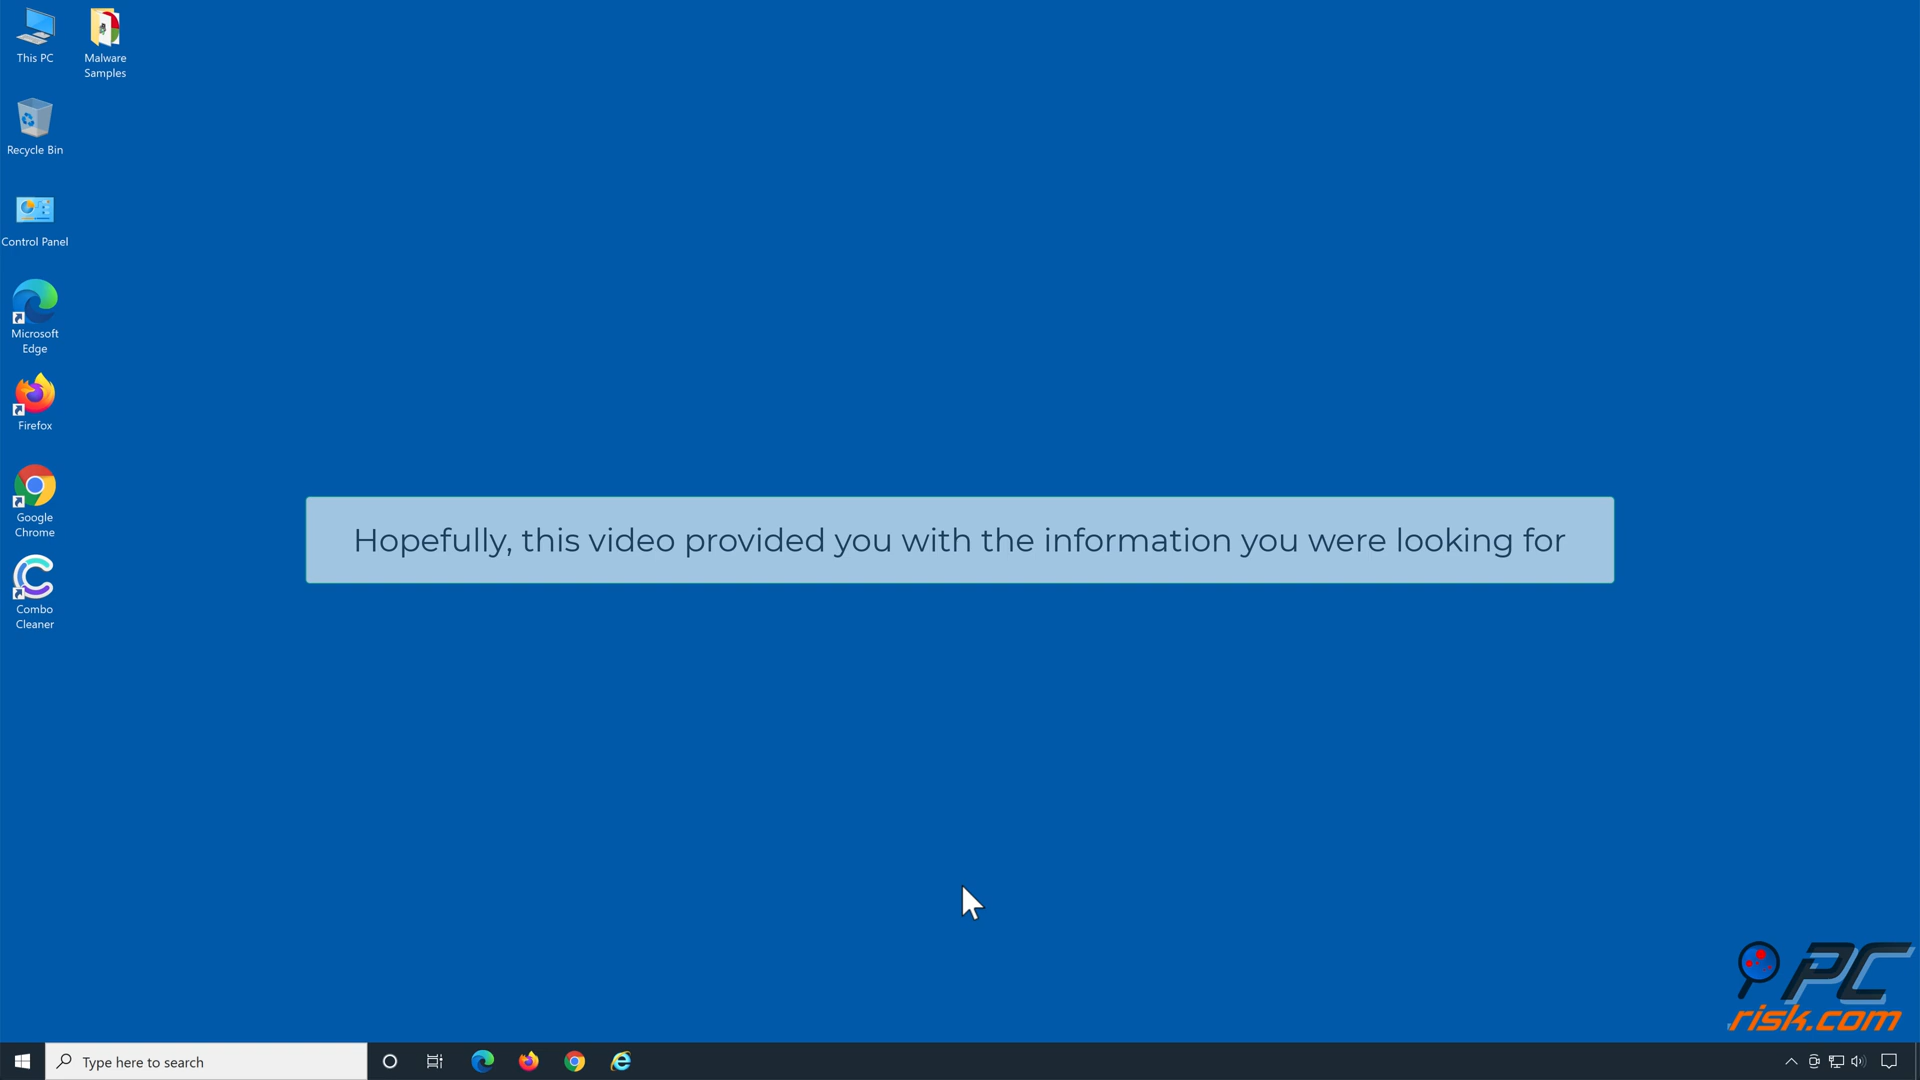 This PC
Malware
Samples
Recycle Bin
Control Panel
Microsoft
Edge
Firefox
Google
Chrome
Combo
Cleaner
Hopefully, this video provided you with the information you were looking for
PC
risk.com
Type here to search